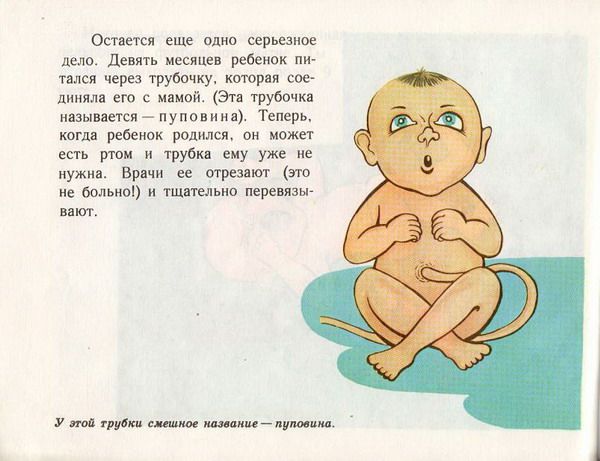 Остается еще одно серьезное
дело. Девять месяцев ребенок пи-
тался через трубочку, которая сое-
диняла его с мамой. (Эта трубочка
называется — пуповина). Теперь,
когда ребенок родился, он может
есть ртом и трубка ему уже не
нужна. Врачи ее отрезают (это
не больно!) и тщательно перевязы-
вают.
У этой трубки смешное название — пуповина.